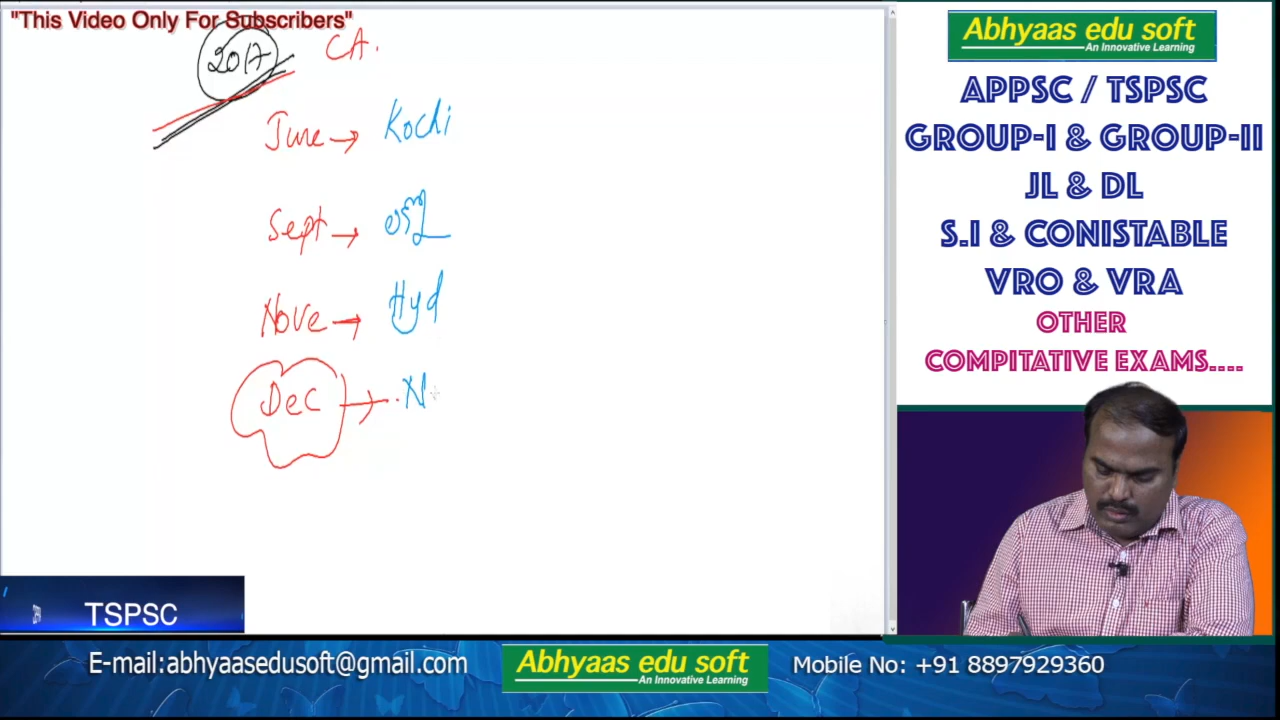 "This Video Only For Subscribers"
2017 CA.
June → Kochi
Sept →
Nove → Hyd
Dec → N
Abhyaas edu soft
An Innovative Learning
APPSC / TSPSC
GROUP-I & GROUP-II
JL & DL
S.I & CONISTABLE
VRO & VRA
OTHER
COMPITATIVE EXAMS....
TSPSC
E-mail:abhyaasedusoft@gmail.com
Abhyaas edu soft
An Innovative Learning
Mobile No: +91 8897929360